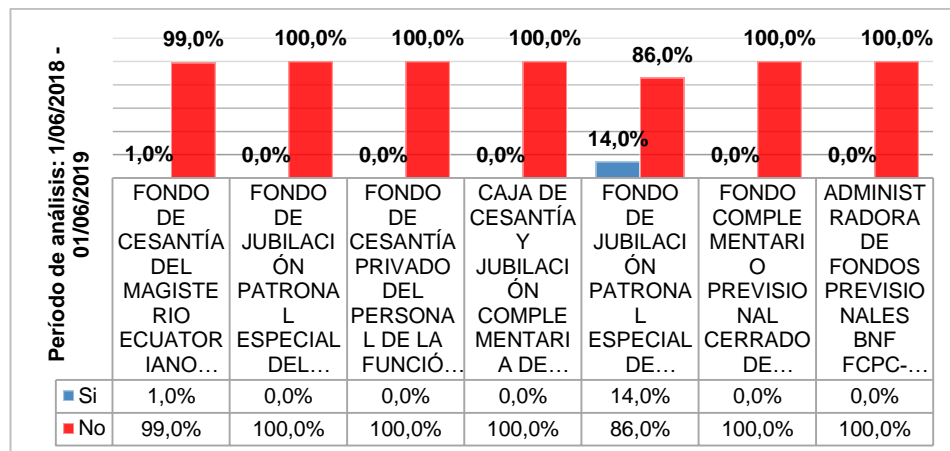 Período de análisis: 1/06/2018 -
01/06/2019
99,0% 100,0% 100,0% 100,0% 86,0% 100,0% 100,0%
1,0% 0,0% 0,0% 0,0% 14,0% 0,0% 0,0%
FONDO
DE
CESANTÍA
DEL
MAGISTE
RIO
ECUATOR
IANO...
FONDO
DE
JUBILACI
ÓN
PATRONA
L
ESPECIAL
DEL...
FONDO
DE
CESANTÍA
PRIVADO
DEL
PERSONA
L DE LA
FUNCIÓ...
CAJA DE
CESANTÍA
Y
JUBILACI
ÓN
COMPLE
MENTARI
A DE...
FONDO
DE
JUBILACI
ÓN
PATRONA
L
ESPECIAL
DE...
FONDO
COMPLE
MENTARI
O
PREVISIO
NAL
CERRADO
DE...
ADMINIST
RADORA
DE
FONDOS
PREVISIO
NALES
BNF
FCPC-...
Si 1,0% 0,0% 0,0% 0,0% 14,0% 0,0% 0,0%
No 99,0% 100,0% 100,0% 100,0% 86,0% 100,0% 100,0%